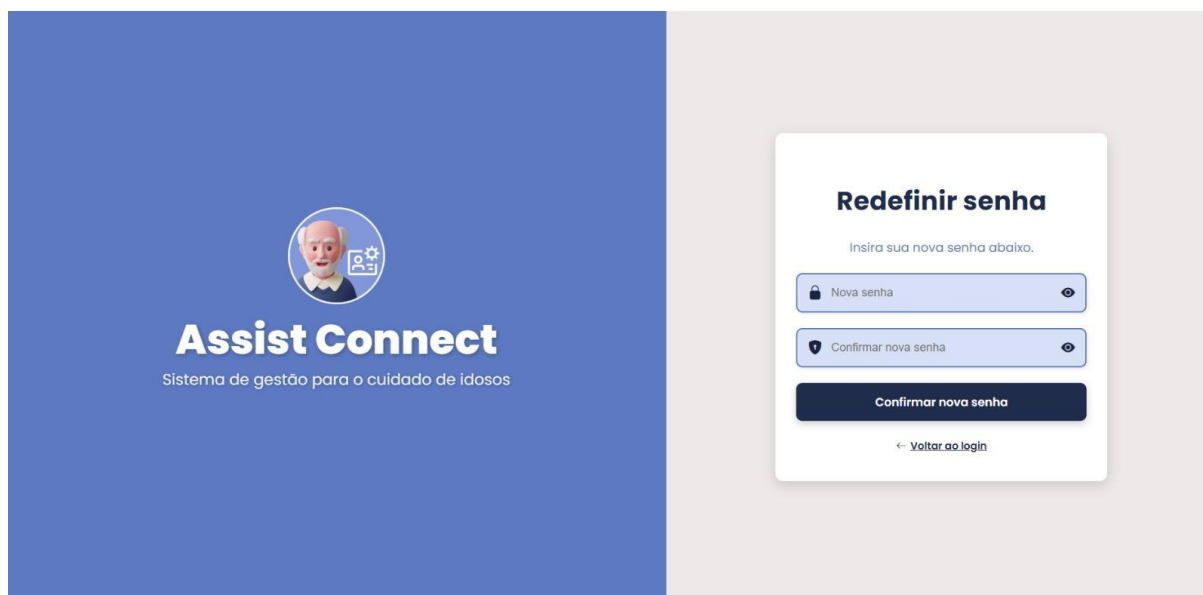 Assist Connect
Sistema de gestão para o cuidado de idosos
Redefinir senha
Insira sua nova senha abaixo.
Nova senha
Confirmar nova senha
Confirmar nova senha
← Voltar ao login